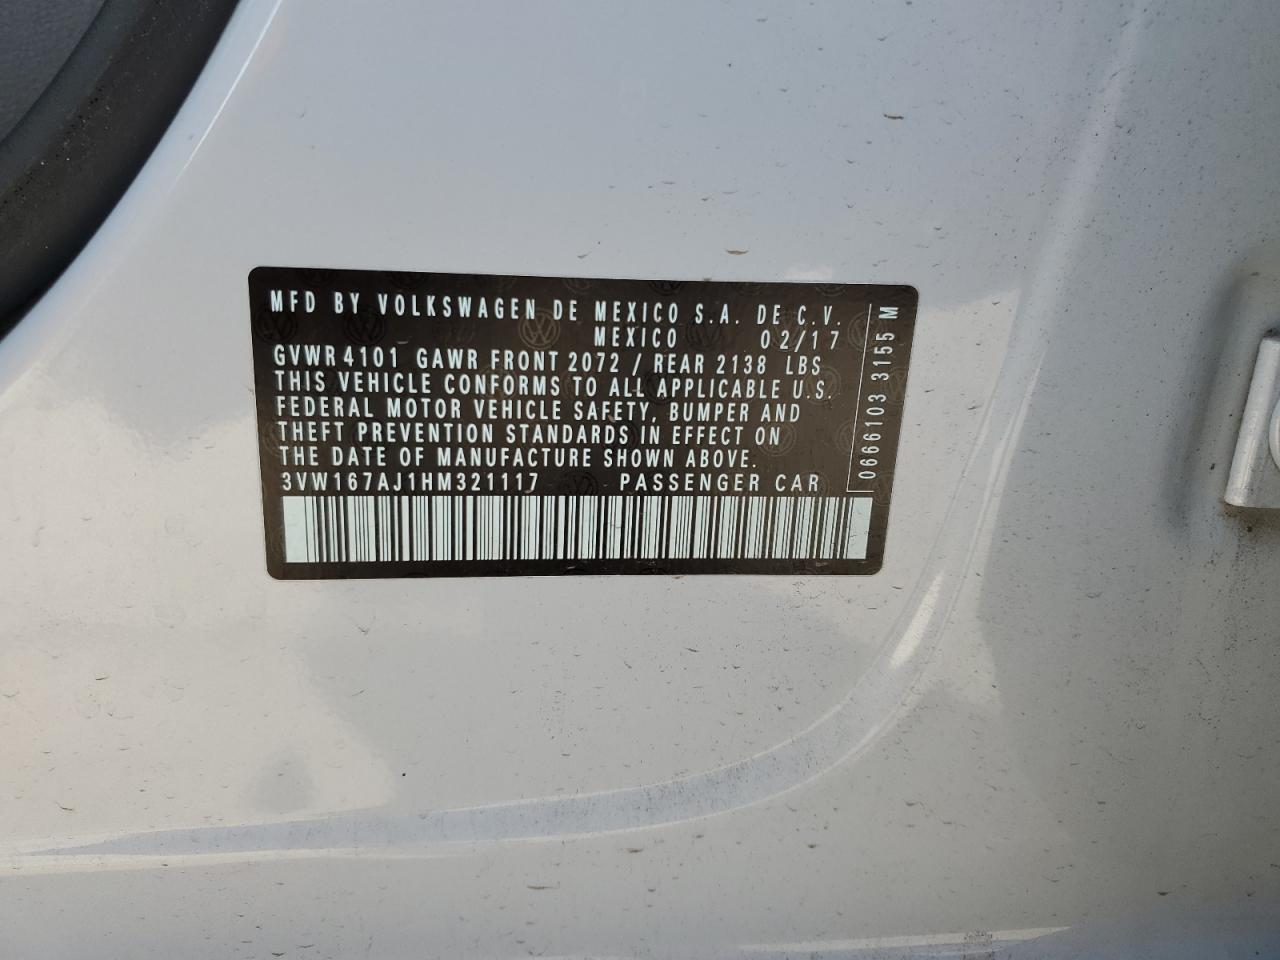 MFD BY VOLKSWAGEN DE MEXICO S.A. DE C.V.
MEXICO 02/17
GVWR 4101 GAWR FRONT 2072 / REAR 2138 LBS
THIS VEHICLE CONFORMS TO ALL APPLICABLE U.S.
FEDERAL MOTOR VEHICLE SAFETY, BUMPER AND
THEFT PREVENTION STANDARDS IN EFFECT ON
THE DATE OF MANUFACTURE SHOWN ABOVE.
3VW167AJ1HM321117 PASSENGER CAR
0666103 3155 M